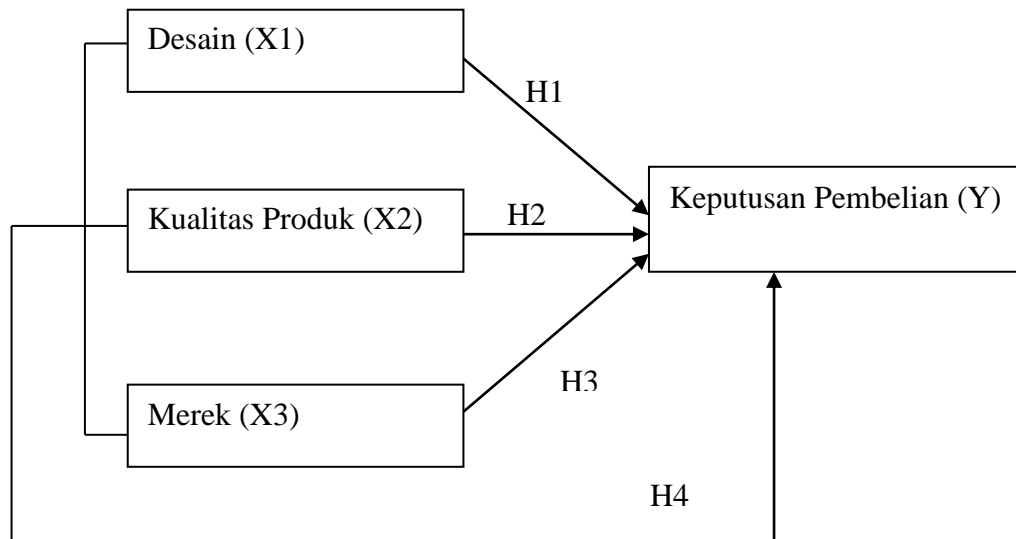 Desain (X1)
H1
Kualitas Produk (X2)
H2
Keputusan Pembelian (Y)
H3
Merek (X3)
H4